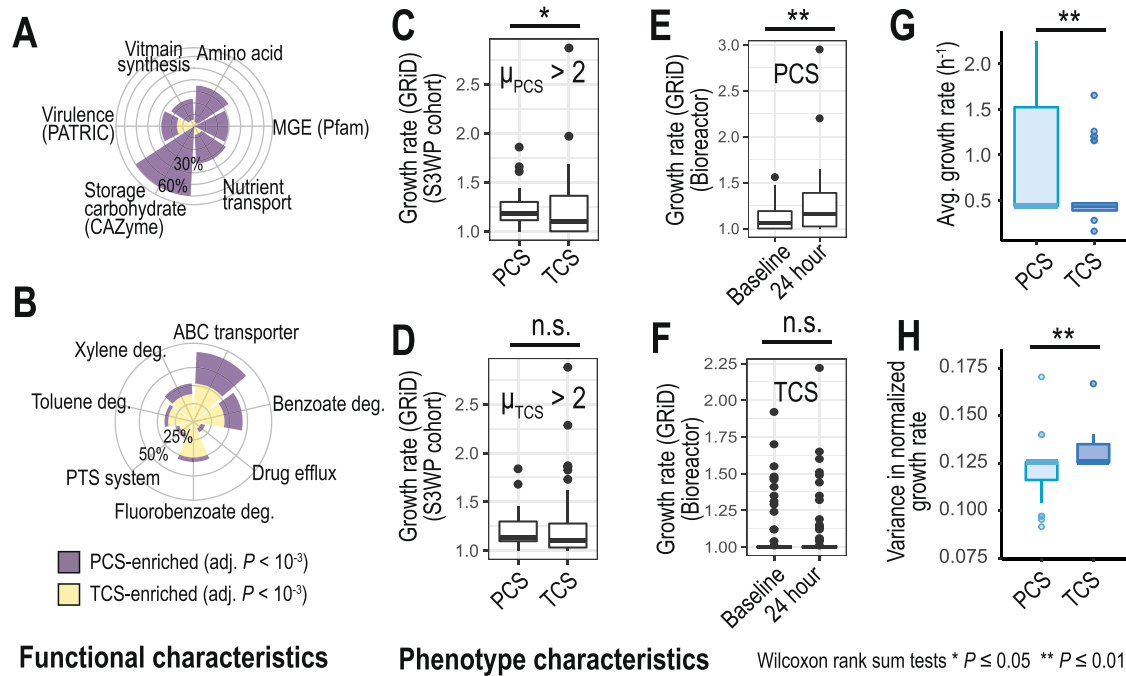 A
Vitmain
synthesis
Amino acid
Virulence
(PATRIC)
MGE (Pfam)
30%
60%
Storage
carbohydrate
(CAZyme)
Nutrient
transport
B
ABC transporter
Xylene deg.
Toluene deg.
Benzoate deg.
25%
50%
PTS system
Drug efflux
Fluorobenzoate deg.
PCS-enriched (adj. P < 10⁻³)
TCS-enriched (adj. P < 10⁻³)
Functional characteristics
C
*
Growth rate (GRiD)
(S3WP cohort)
μPCS > 2
2.5
2.0
1.5
1.0
PCS
TCS
D
n.s.
Growth rate (GRiD)
(S3WP cohort)
μTCS > 2
2.5
2.0
1.5
1.0
PCS
TCS
E
**
Growth rate (GRiD)
(Bioreactor)
PCS
3.0
2.5
2.0
1.5
1.0
Baseline
24 hour
F
n.s.
Growth rate (GRiD)
(Bioreactor)
TCS
2.25
2.00
1.75
1.50
1.25
1.00
Baseline
24 hour
G
**
Avg. growth rate (h⁻¹)
2.0
1.5
1.0
0.5
PCS
TCS
H
**
Variance in normalized
growth rate
0.175
0.150
0.125
0.100
0.075
PCS
TCS
Phenotype characteristics
Wilcoxon rank sum tests * P ≤ 0.05 ** P ≤ 0.01